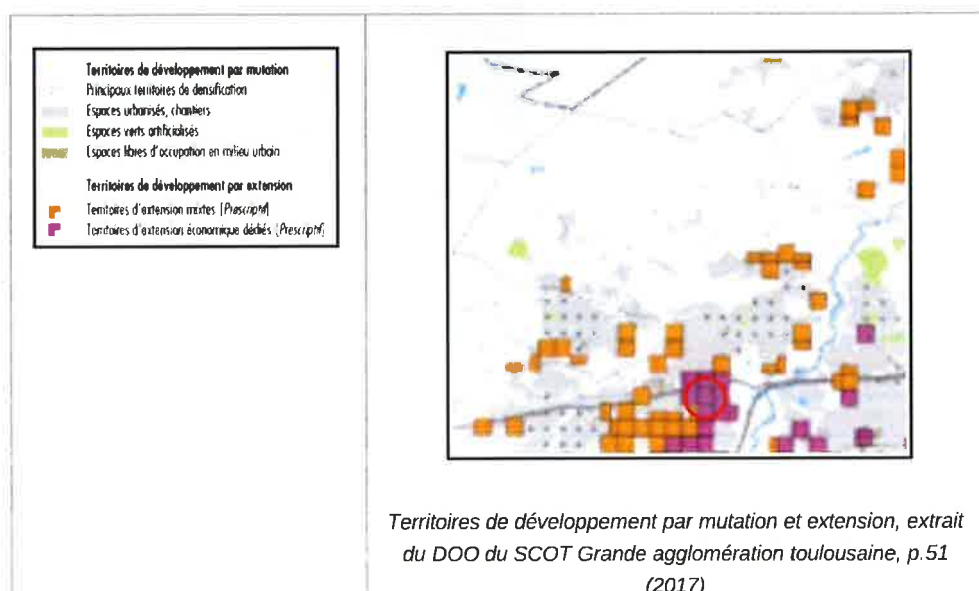 Territoires de développement par mutation
Principaux territoires de densification
Espaces urbanisés, chantiers
Espaces verts artificialisés
Espaces libres d'occupation en milieu urbain
Territoires de développement par extension
Territoires d'extension mixtes (Prescriptif)
Territoires d'extension économique dédiés (Prescriptif)
Territoires de développement par mutation et extension, extrait
du DOO du SCOT Grande agglomération toulousaine, p.51
(2017)